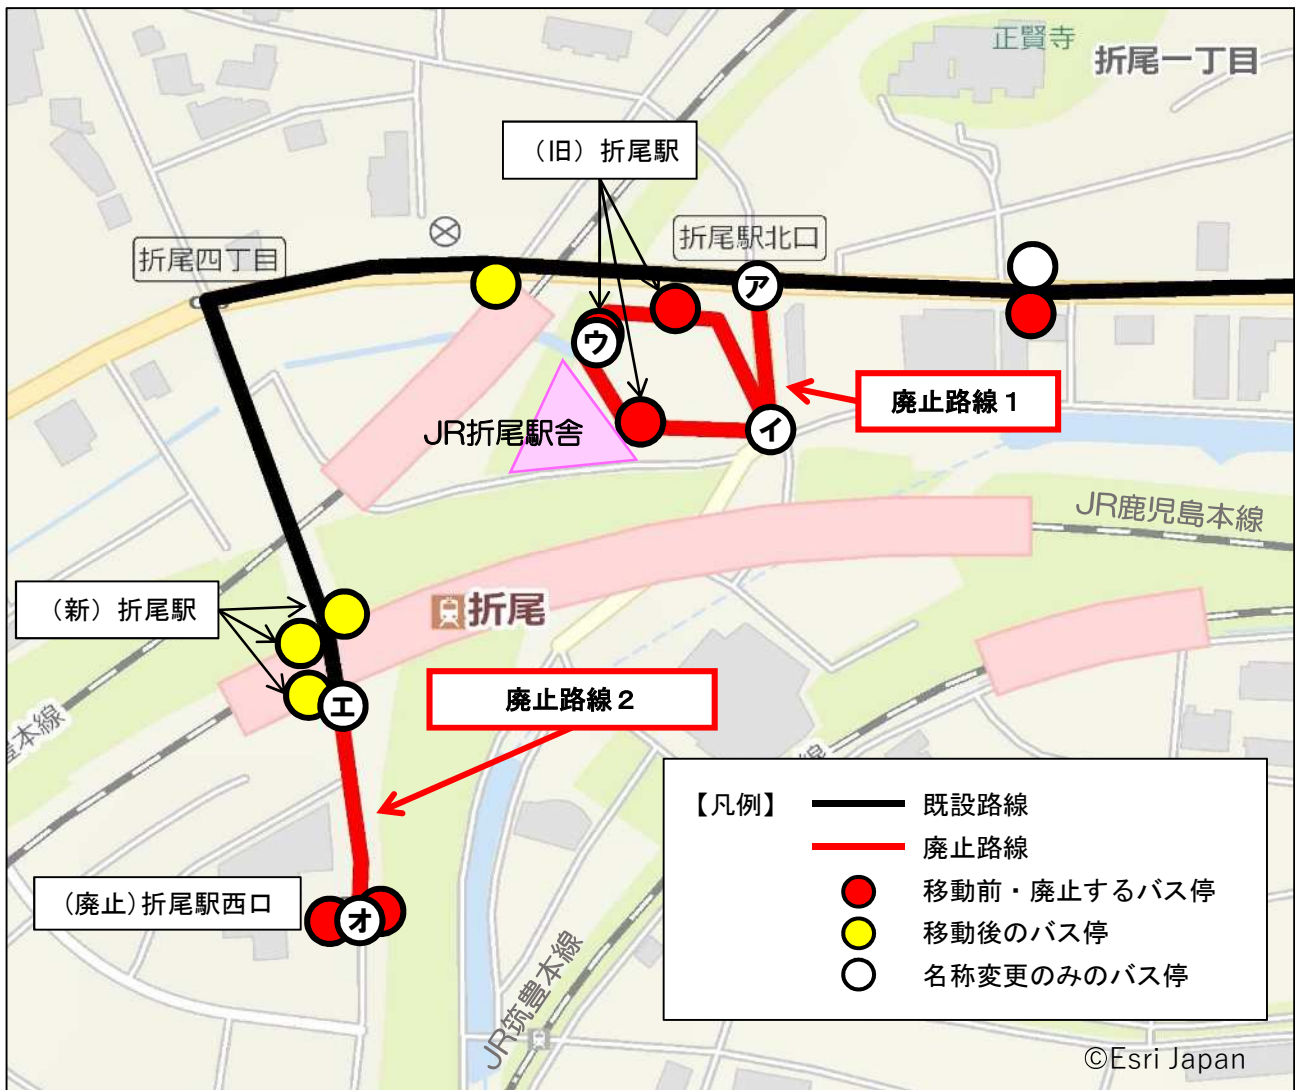 正賢寺
折尾一丁目
（旧）折尾駅
折尾駅北口
折尾四丁目
ア
ウ
廃止路線１
JR折尾駅舎
イ
JR鹿児島本線
（新）折尾駅
折尾
エ
廃止路線２
豊本線
線
【凡例】
既設路線
廃止路線
移動前・廃止するバス停
移動後のバス停
名称変更のみのバス停
(廃止)折尾駅西口
オ
JR筑豊本線
©Esri Japan